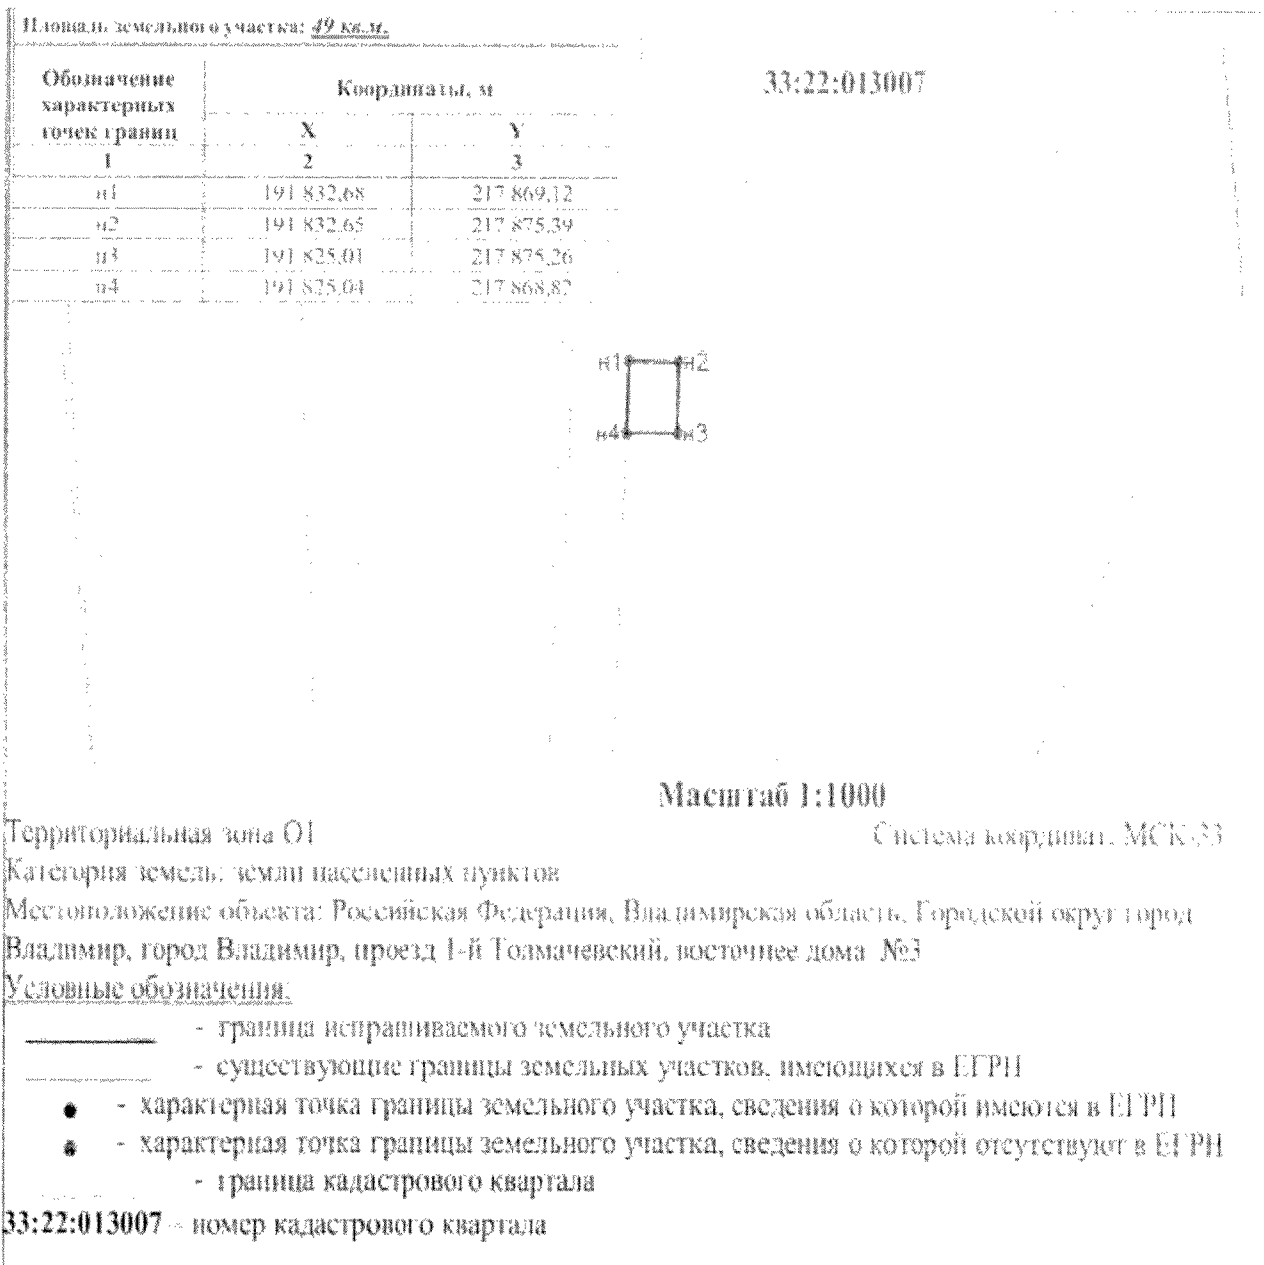 Площадь земельного участка: 49 кв.м.
Обозначение характерных точек границ
Координаты, м
X
Y
1
2
3
н1
191 832,68
217 869,12
н2
191 832,65
217 875,39
н3
191 825,01
217 875,26
н4
191 825,04
217 868,82
33:22:013007
н1
н2
н4
н3
Масштаб 1:1000
Территориальная зона О1
Система координат. МСК-33
Категория земель: земли населенных пунктов
Местоположение объекта: Российская Федерация, Владимирская область, Городской округ город
Владимир, город Владимир, проезд 1-й Толмачевский, восточнее дома №3
Условные обозначения:
- граница испрашиваемого земельного участка
- существующие границы земельных участков, имеющихся в ЕГРН
- характерная точка границы земельного участка, сведения о которой имеются в ЕГРН
- характерная точка границы земельного участка, сведения о которой отсутствуют в ЕГРН
- граница кадастрового квартала
33:22:013007 – номер кадастрового квартала